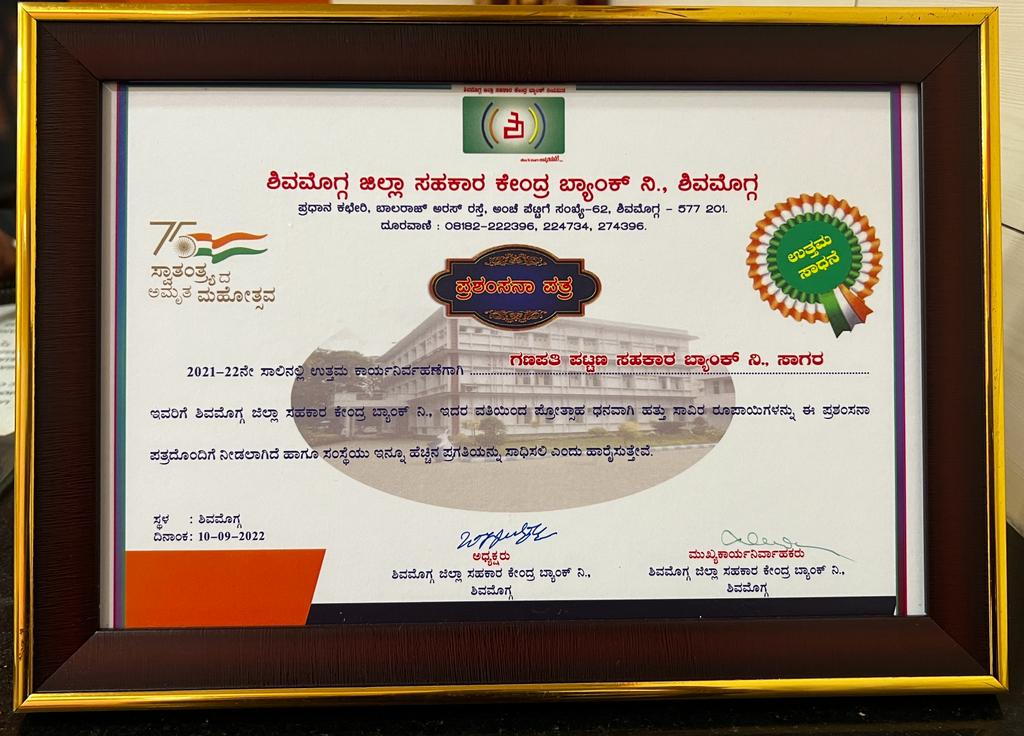 ಶಿವಮೊಗ್ಗ ಜಿಲ್ಲಾ ಸಹಕಾರ ಕೇಂದ್ರ ಬ್ಯಾಂಕ್ ನಿಯಮಿತ
ಶಿವಮೊಗ್ಗ ಜಿಲ್ಲಾ ಸಹಕಾರ ಕೇಂದ್ರ ಬ್ಯಾಂಕ್ ನಿ., ಶಿವಮೊಗ್ಗ
ಪ್ರಧಾನ ಕಛೇರಿ, ಬಾಲರಾಜ್ ಅರಸ್ ರಸ್ತೆ, ಅಂಚೆ ಪೆಟ್ಟಿಗೆ ಸಂಖ್ಯೆ-62, ಶಿವಮೊಗ್ಗ - 577 201.
ದೂರವಾಣಿ : 08182-222396, 224734, 274396.
75
ಸ್ವಾತಂತ್ರ್ಯದ
ಅಮೃತ ಮಹೋತ್ಸವ
ಉತ್ತಮ
ಸಾಧನೆ
ಪ್ರಶಂಸನಾ ಪತ್ರ
2021-22ನೇ ಸಾಲಿನಲ್ಲಿ ಉತ್ತಮ ಕಾರ್ಯನಿರ್ವಹಣೆಗಾಗಿ ಗಣಪತಿ ಪಟ್ಟಣ ಸಹಕಾರ ಬ್ಯಾಂಕ್ ನಿ., ಸಾಗರ
ಇವರಿಗೆ ಶಿವಮೊಗ್ಗ ಜಿಲ್ಲಾ ಸಹಕಾರ ಕೇಂದ್ರ ಬ್ಯಾಂಕ್ ನಿ., ಇದರ ವತಿಯಿಂದ ಪ್ರೋತ್ಸಾಹ ಧನವಾಗಿ ಹತ್ತು ಸಾವಿರ ರೂಪಾಯಿಗಳನ್ನು ಈ ಪ್ರಶಂಸನಾ
ಪತ್ರದೊಂದಿಗೆ ನೀಡಲಾಗಿದೆ ಹಾಗೂ ಸಂಸ್ಥೆಯು ಇನ್ನೂ ಹೆಚ್ಚಿನ ಪ್ರಗತಿಯನ್ನು ಸಾಧಿಸಲಿ ಎಂದು ಹಾರೈಸುತ್ತೇವೆ.
ಸ್ಥಳ : ಶಿವಮೊಗ್ಗ
ದಿನಾಂಕ: 10-09-2022
ಅಧ್ಯಕ್ಷರು
ಶಿವಮೊಗ್ಗ ಜಿಲ್ಲಾ ಸಹಕಾರ ಕೇಂದ್ರ ಬ್ಯಾಂಕ್ ನಿ.,
ಶಿವಮೊಗ್ಗ
ಮುಖ್ಯಕಾರ್ಯನಿರ್ವಾಹಕರು
ಶಿವಮೊಗ್ಗ ಜಿಲ್ಲಾ ಸಹಕಾರ ಕೇಂದ್ರ ಬ್ಯಾಂಕ್ ನಿ.,
ಶಿವಮೊಗ್ಗ